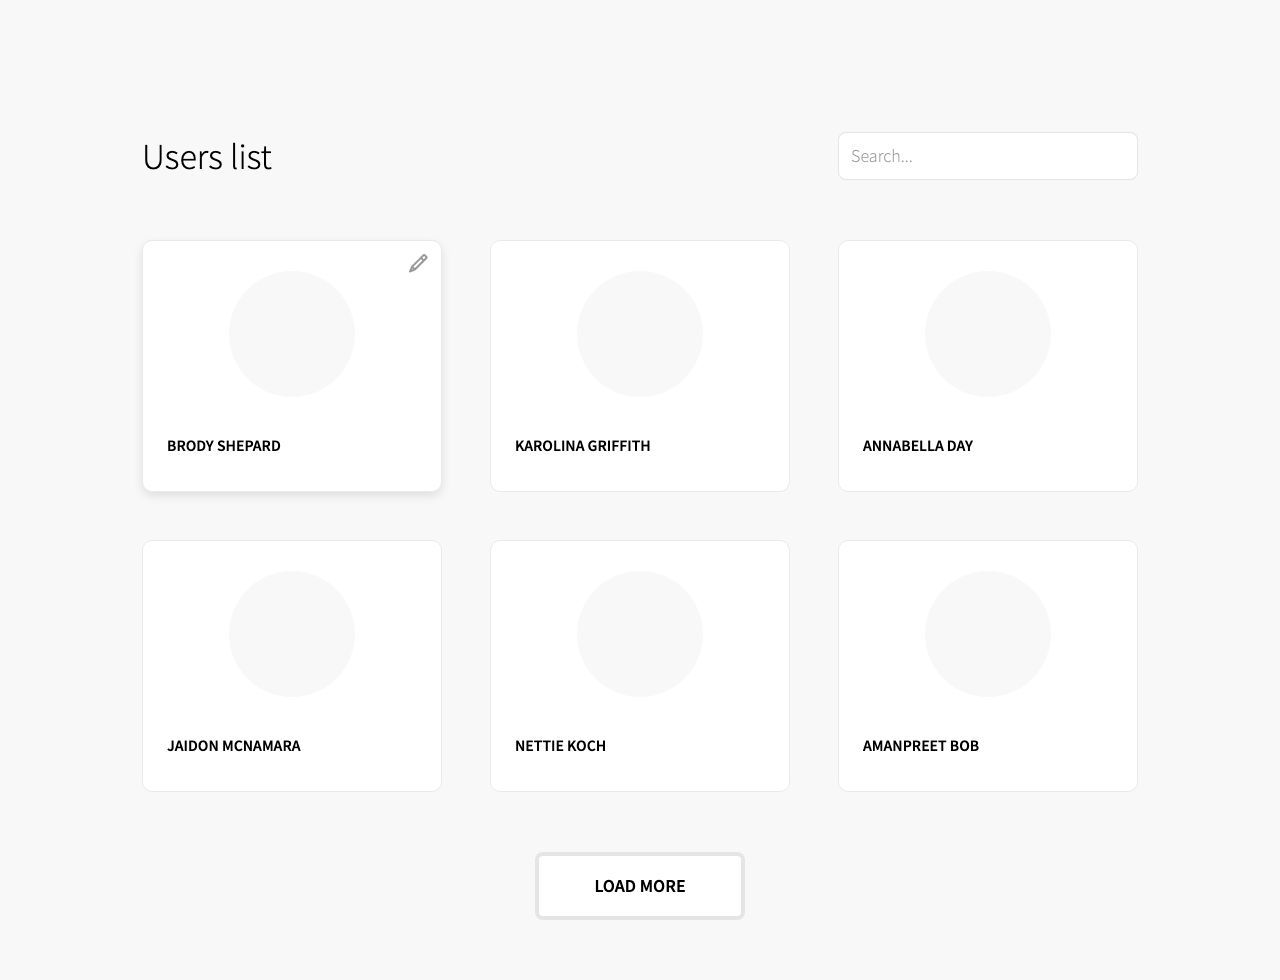 Users list
Search...
BRODY SHEPARD
KAROLINA GRIFFITH
ANNABELLA DAY
JAIDON MCNAMARA
NETTIE KOCH
AMANPREET BOB
LOAD MORE